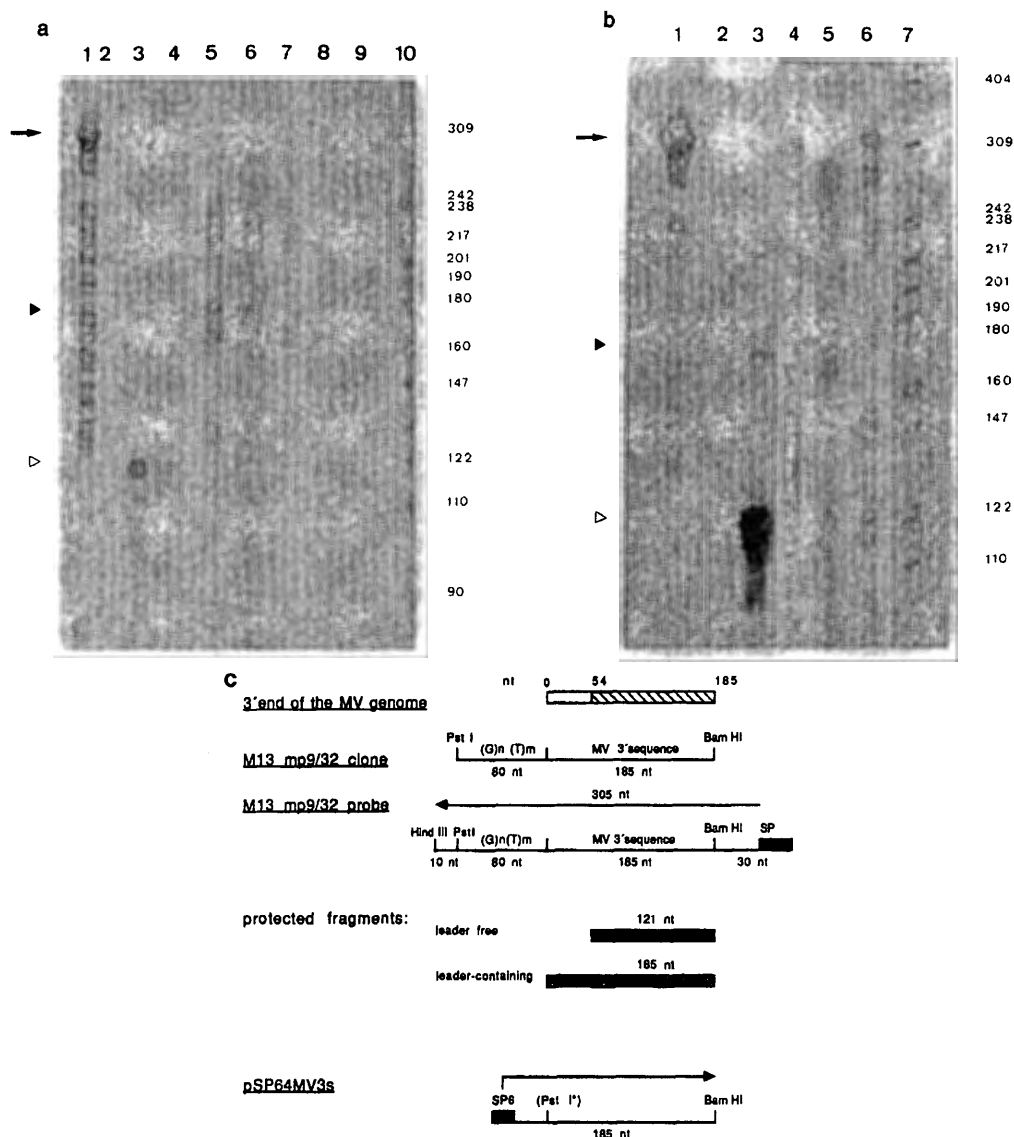 a
1 2 3 4 5 6 7 8 9 10
309
242
238
217
201
190
180
160
147
122
110
90
b
1 2 3 4 5 6 7
404
309
242
238
217
201
190
180
160
147
122
110
c
nt 0 54 185
3´end of the MV genome
Pst I (G)n (T)m MV 3´sequence Bam HI
M13 mp9/32 clone
80 nt 185 nt
305 nt
M13 mp9/32 probe
Hind III PstI (G)n(T)m MV 3´sequence Bam HI SP
10 nt 80 nt 185 nt 30 nt
protected fragments:
121 nt
leader free
185 nt
leader-containing
pSP64MV3s
SP6 (Pst I*) Bam HI
185 nt